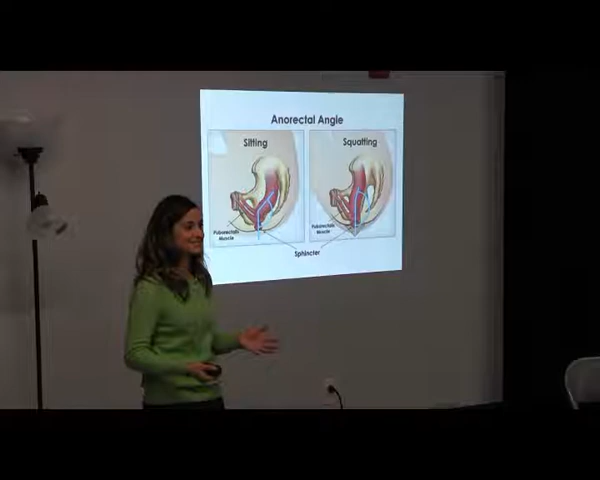 Anorectal Angle
Sitting
Squatting
Puborectalis
Muscle
Puborectalis
Muscle
Sphincter